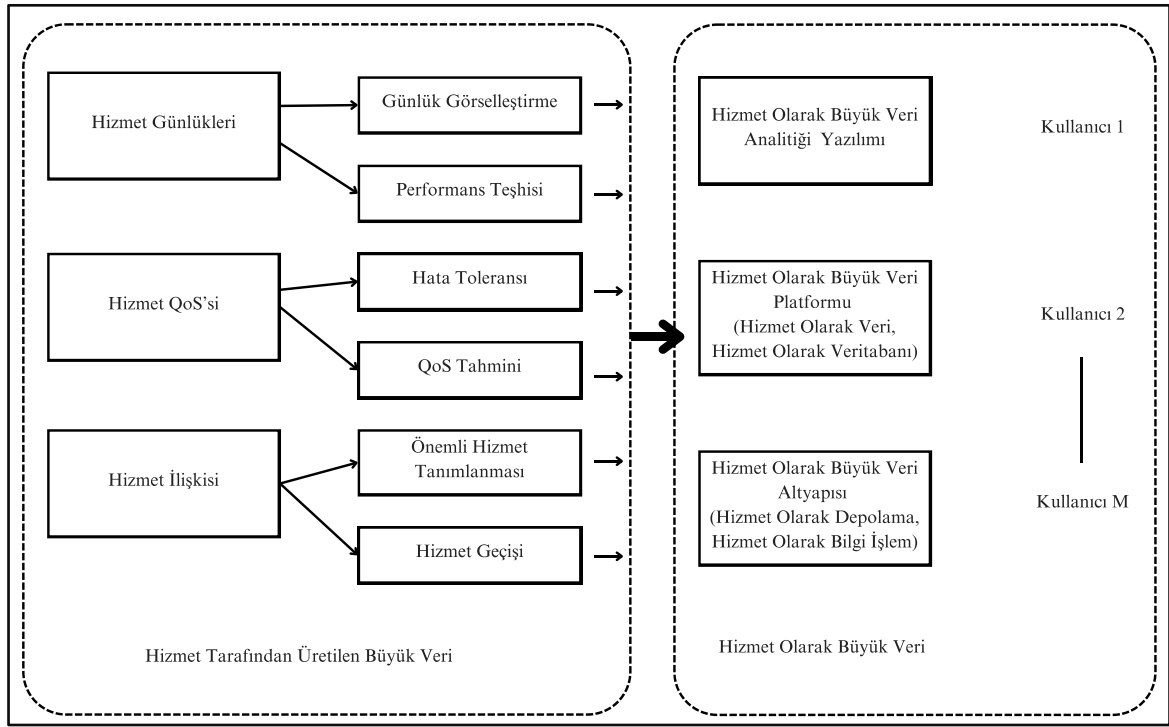 Hizmet Günlükleri
Günlük Görselleştirme
Performans Teşhisi
Hizmet QoS'si
Hata Toleransı
QoS Tahmini
Hizmet İlişkisi
Önemli Hizmet
Tanımlanması
Hizmet Geçişi
Hizmet Tarafından Üretilen Büyük Veri
Hizmet Olarak Büyük Veri
Analitiği Yazılımı
Kullanıcı 1
Hizmet Olarak Büyük Veri
Platformu
(Hizmet Olarak Veri,
Hizmet Olarak Veritabanı)
Kullanıcı 2
Hizmet Olarak Büyük Veri
Altyapısı
(Hizmet Olarak Depolama,
Hizmet Olarak Bilgi İşlem)
Kullanıcı M
Hizmet Olarak Büyük Veri